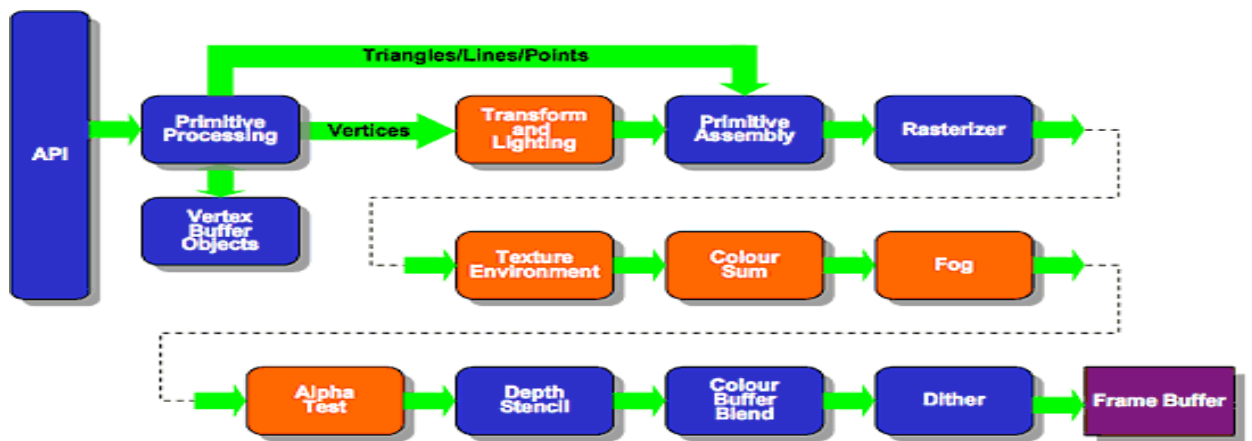 Triangles/Lines/Points
API
Primitive
Processing
Vertices
Transform
and
Lighting
Primitive
Assembly
Rasterizer
Vertex
Buffer
Objects
Texture
Environment
Colour
Sum
Fog
Alpha
Test
Depth
Stencil
Colour
Buffer
Blend
Dither
Frame Buffer